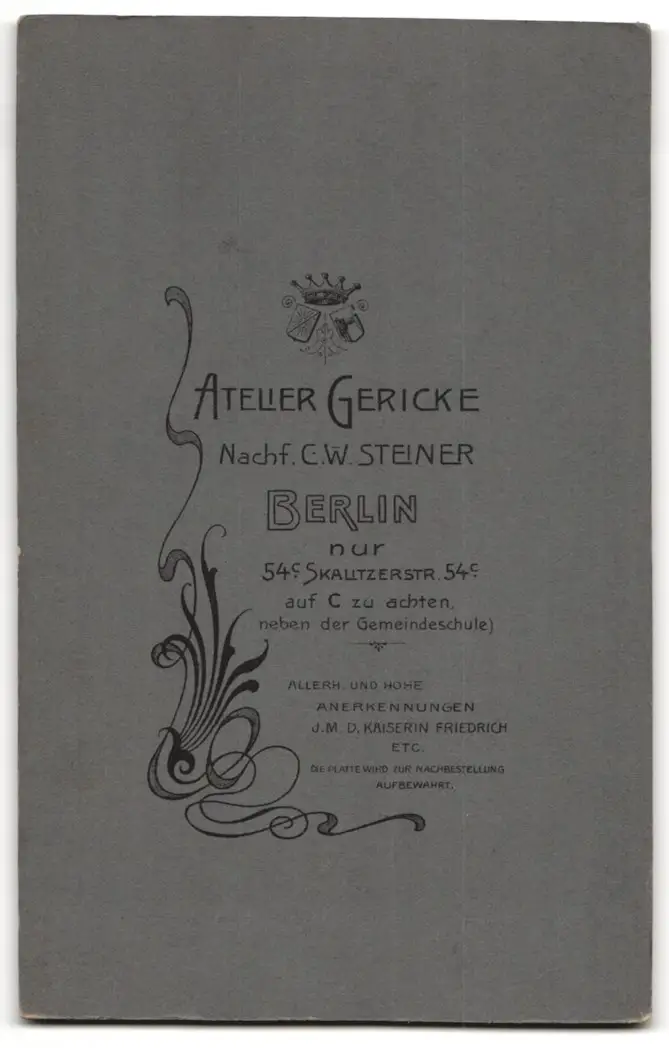 ATELIER GERICKE
Nachf. C.W. STEINER
BERLIN
nur
54c SKALITZERSTR. 54c
auf C zu achten,
neben der Gemeindeschule)
ALLERH. UND HOHE
ANERKENNUNGEN
J.M. D. KAISERIN FRIEDRICH
ETC.
DIE PLATTE WIRD ZUR NACHBESTELLUNG
AUFBEWAHRT.